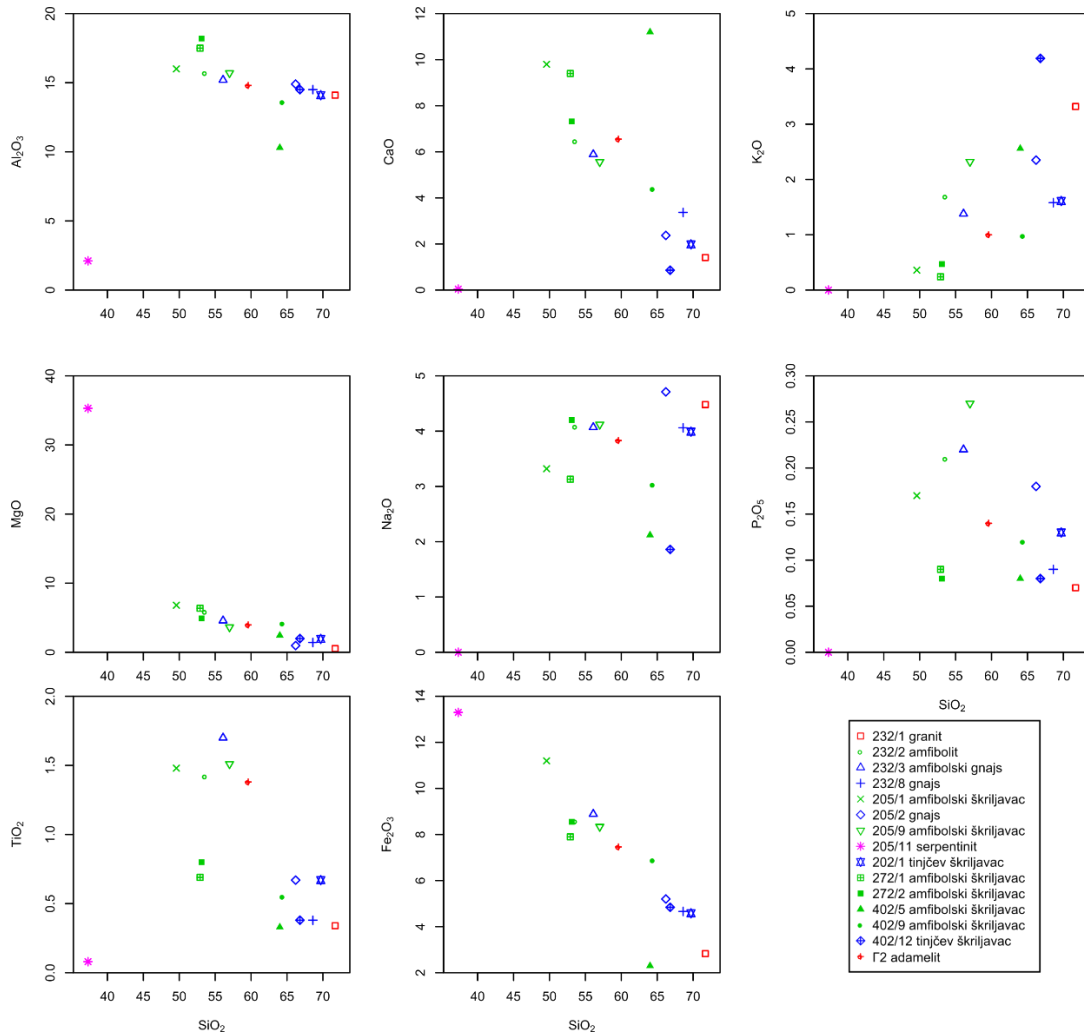 20
15
10
5
0
Al₂O₃
40 45 50 55 60 65 70
12
10
8
6
4
2
0
CaO
40 45 50 55 60 65 70
5
4
3
2
1
0
K₂O
40 45 50 55 60 65 70
40
30
20
10
0
MgO
40 45 50 55 60 65 70
5
4
3
2
1
0
Na₂O
40 45 50 55 60 65 70
0.30
0.25
0.20
0.15
0.10
0.05
0.00
P₂O₅
40 45 50 55 60 65 70
SiO₂
2.0
1.5
1.0
0.5
0.0
TiO₂
40 45 50 55 60 65 70
SiO₂
14
12
10
8
6
4
2
Fe₂O₃
40 45 50 55 60 65 70
SiO₂
232/1 granit
232/2 amfibolit
232/3 amfibolski gnajs
232/8 gnajs
205/1 amfibolski škriljavac
205/2 gnajs
205/9 amfibolski škriljavac
205/11 serpentinit
202/1 tinjčev škriljavac
272/1 amfibolski škriljavac
272/2 amfibolski škriljavac
402/5 amfibolski škriljavac
402/9 amfibolski škriljavac
402/12 tinjčev škriljavac
Γ2 adamelit